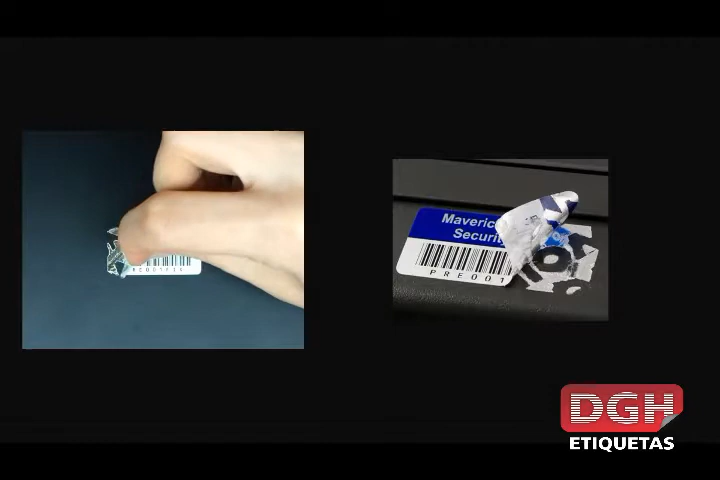 Maveric
Securit
PRE001
DGH
ETIQUETAS